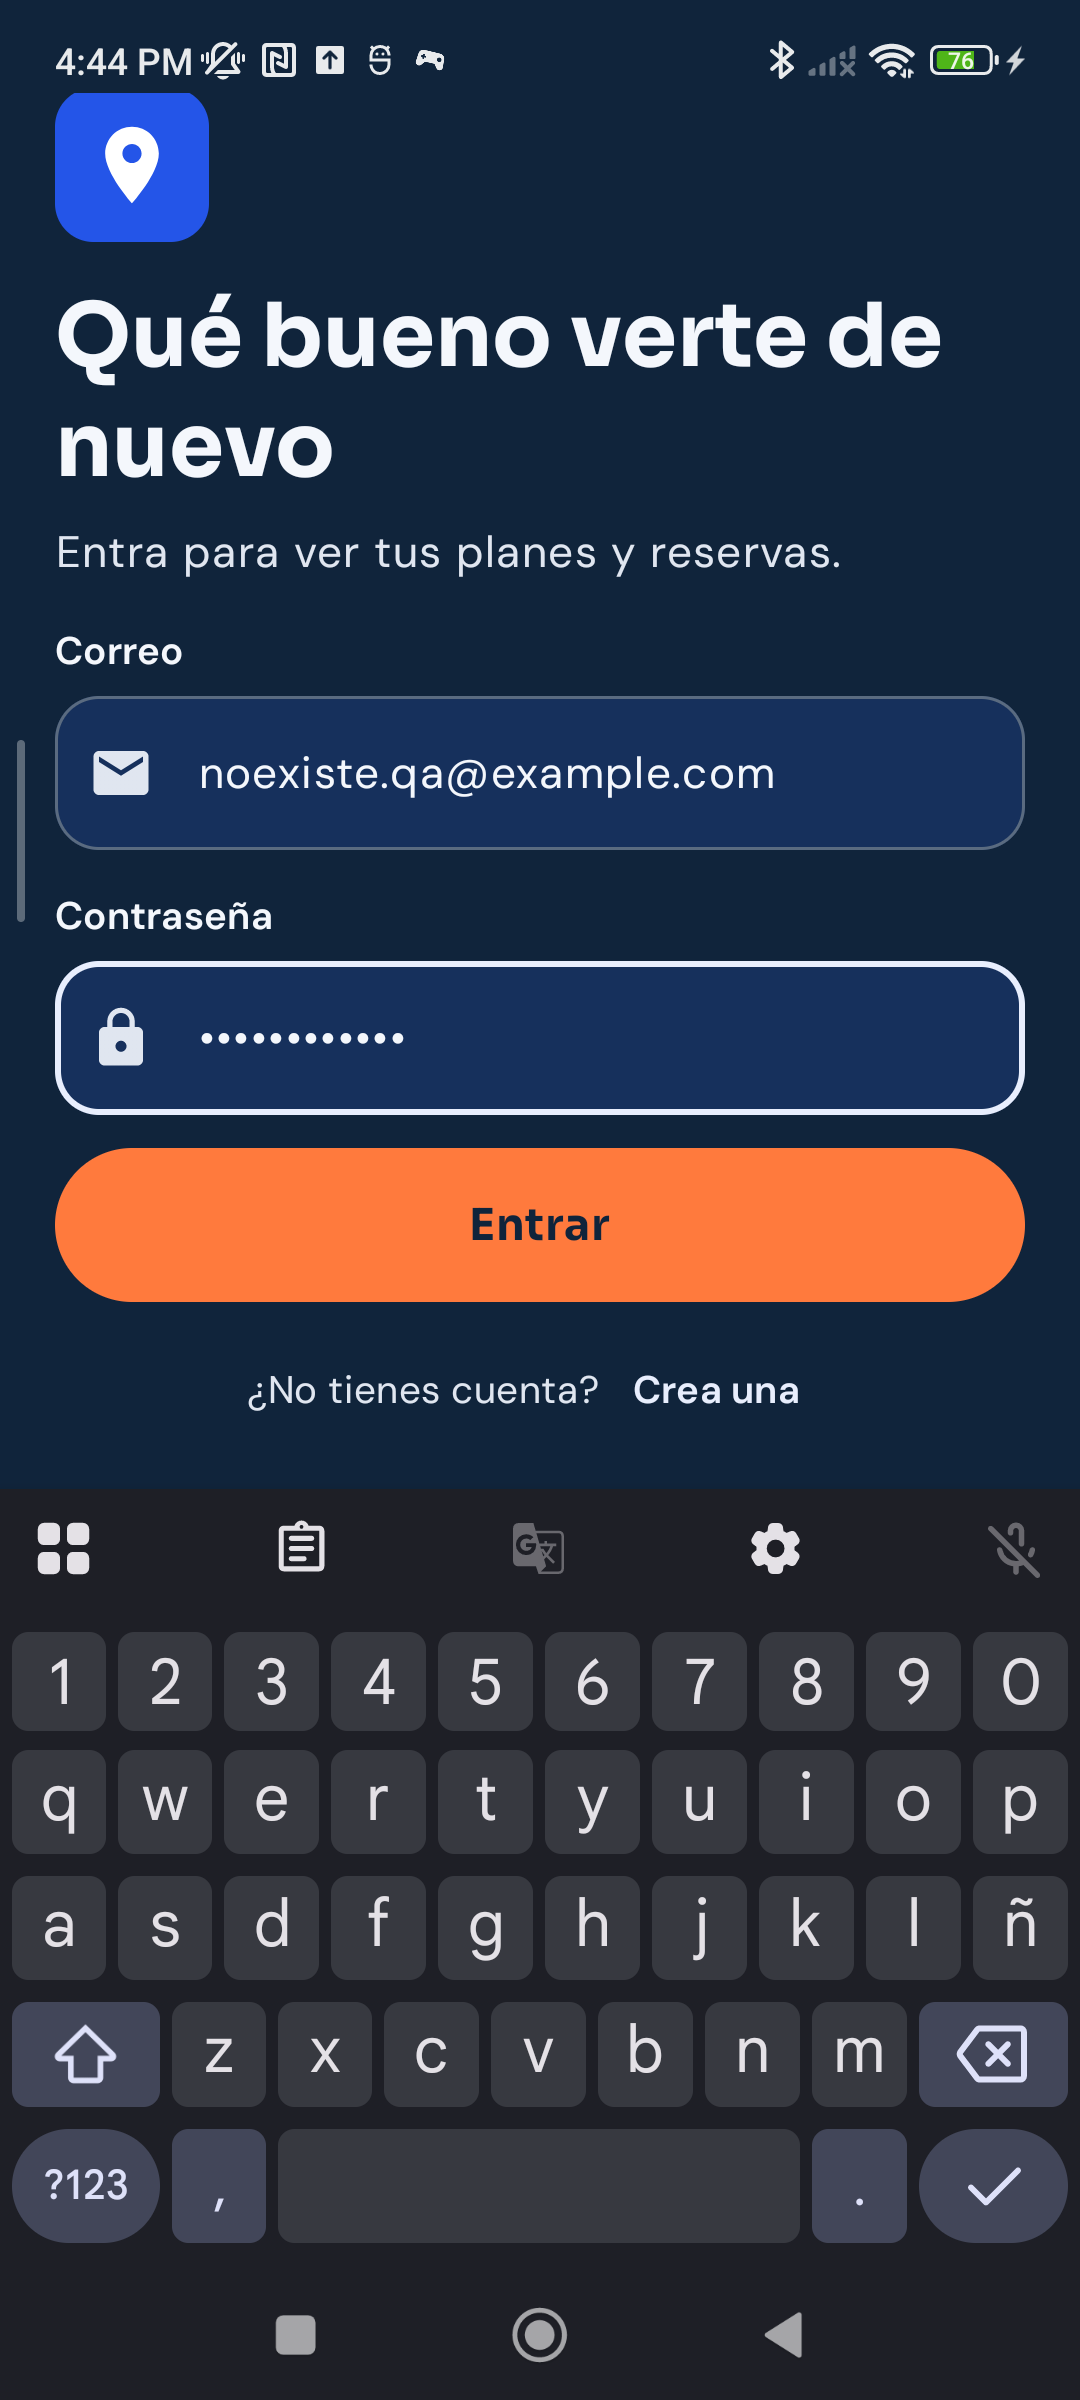 4:44 PM
76
Qué bueno verte de
nuevo
Entra para ver tus planes y reservas.
Correo
noexiste.qa@example.com
Contraseña
••••••••••••
Entrar
¿No tienes cuenta? Crea una
1 2 3 4 5 6 7 8 9 0
q w e r t y u i o p
a s d f g h j k l ñ
z x c v b n m
?123 , .